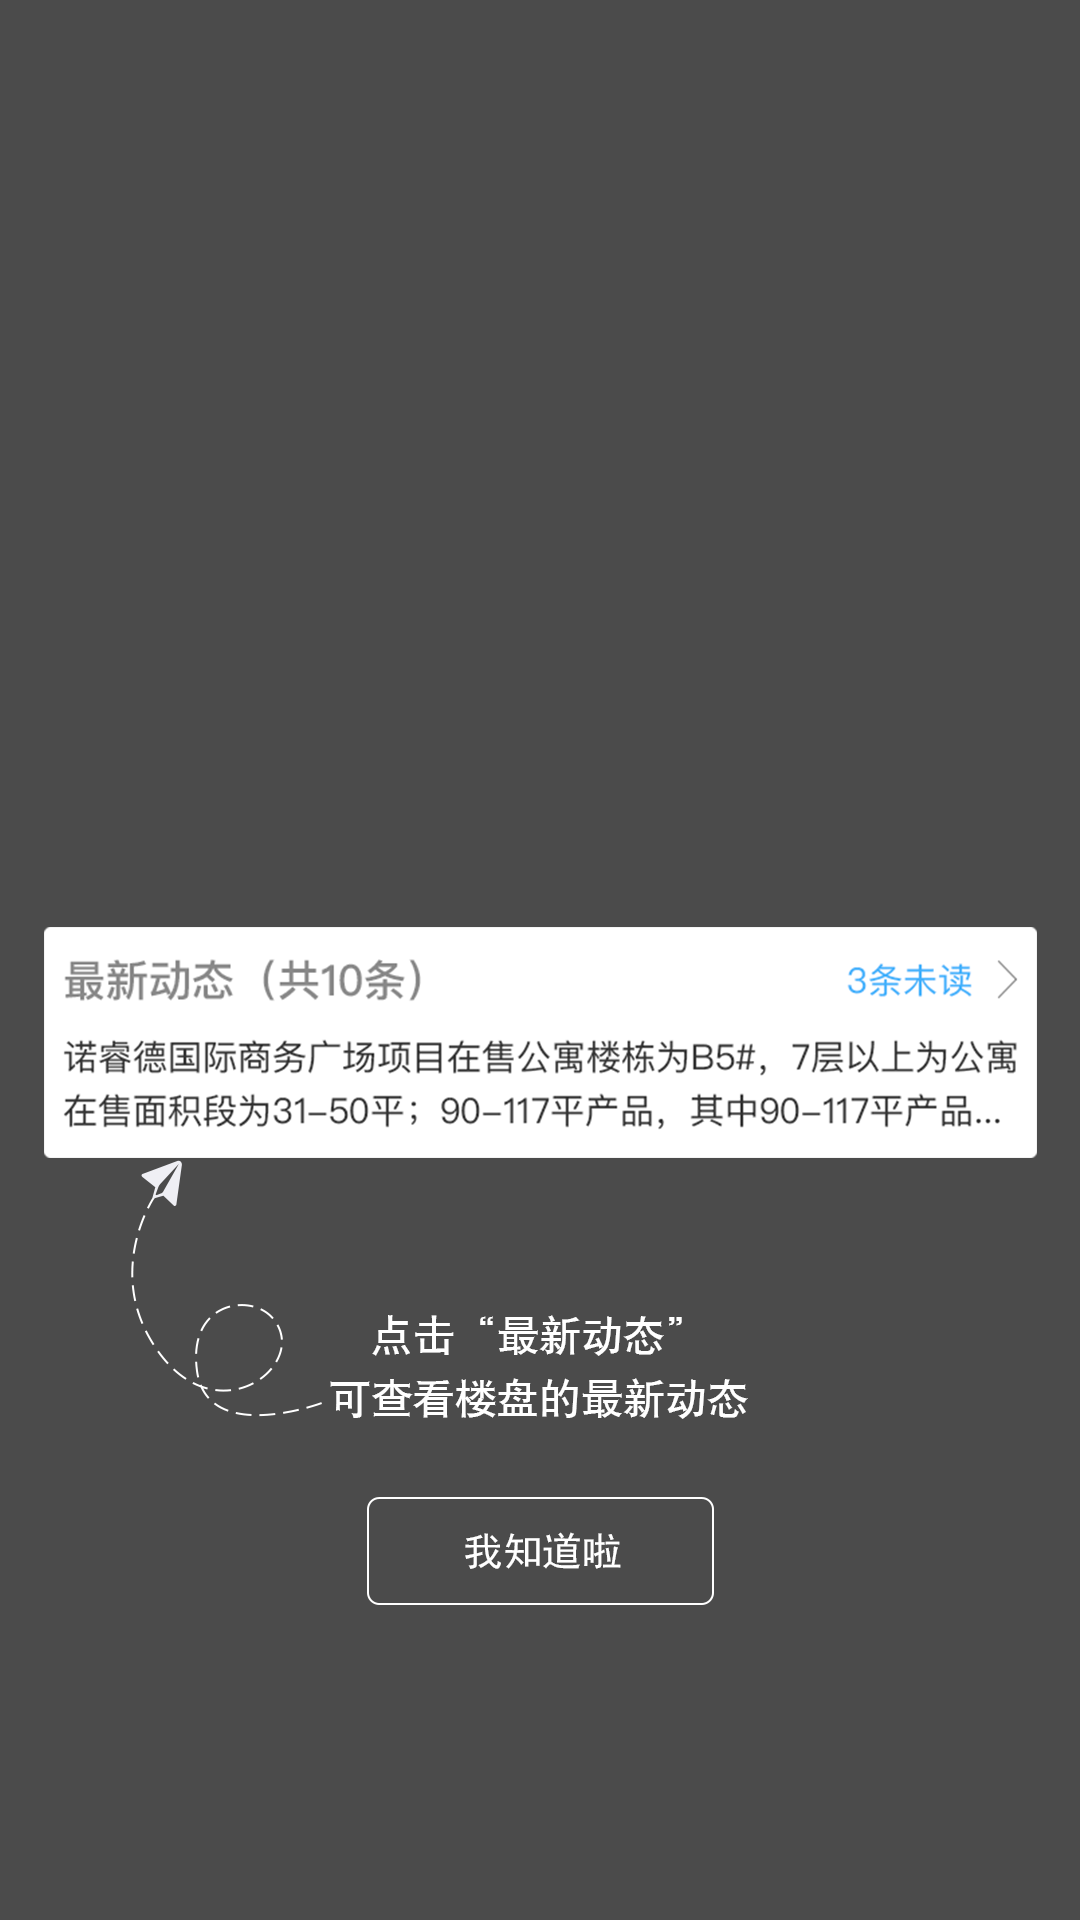 最新动态（共10条）
3条未读
诺睿德国际商务广场项目在售公寓楼栋为B5#，7层以上为公寓
在售面积段为31-50平；90-117平产品，其中90-117平产品...
点击“最新动态”
可查看楼盘的最新动态
我知道啦